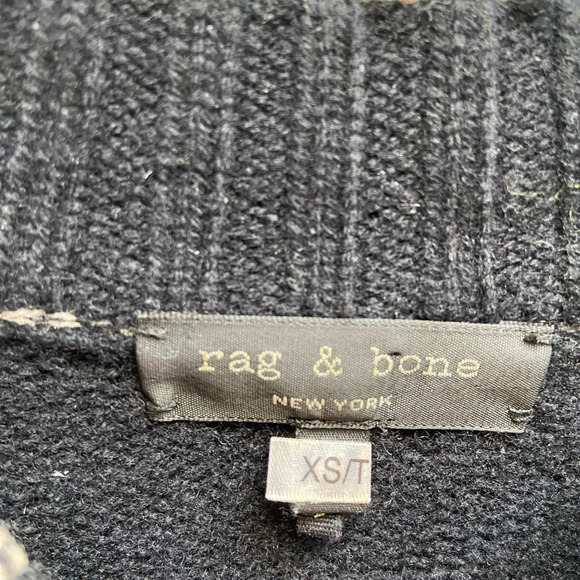 rag & bone
NEW YORK
XS/T